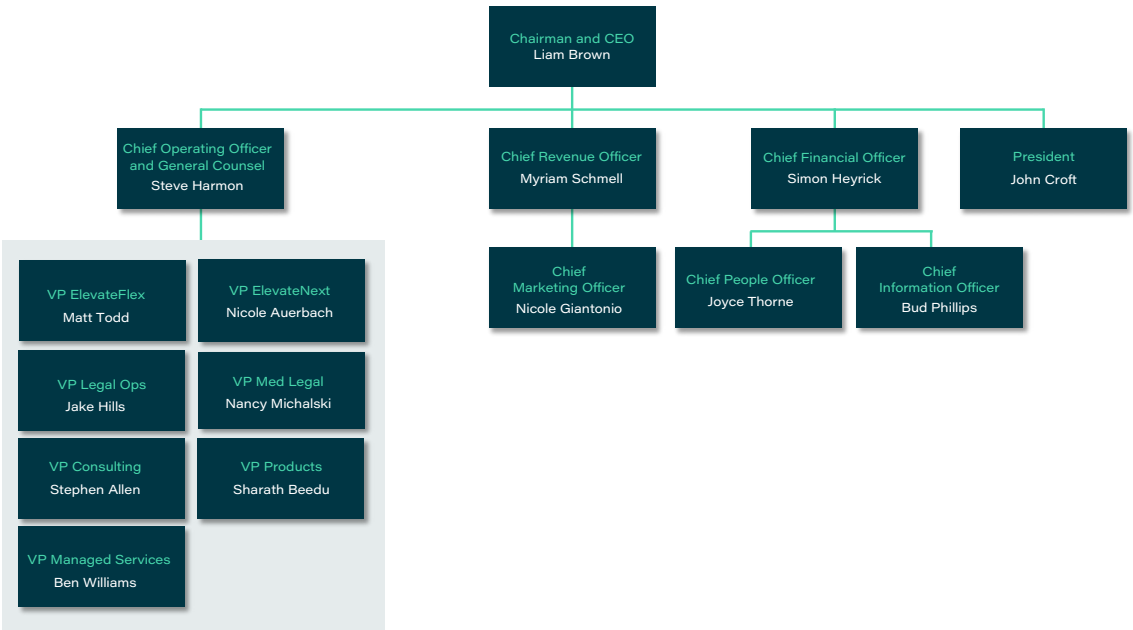 Chairman and CEO
Liam Brown
Chief Operating Officer
and General Counsel
Steve Harmon
Chief Revenue Officer
Myriam Schmell
Chief Financial Officer
Simon Heyrick
President
John Croft
Chief
Marketing Officer
Nicole Giantonio
Chief People Officer
Joyce Thorne
Chief
Information Officer
Bud Phillips
VP ElevateFlex
Matt Todd
VP ElevateNext
Nicole Auerbach
VP Legal Ops
Jake Hills
VP Med Legal
Nancy Michalski
VP Consulting
Stephen Allen
VP Products
Sharath Beedu
VP Managed Services
Ben Williams